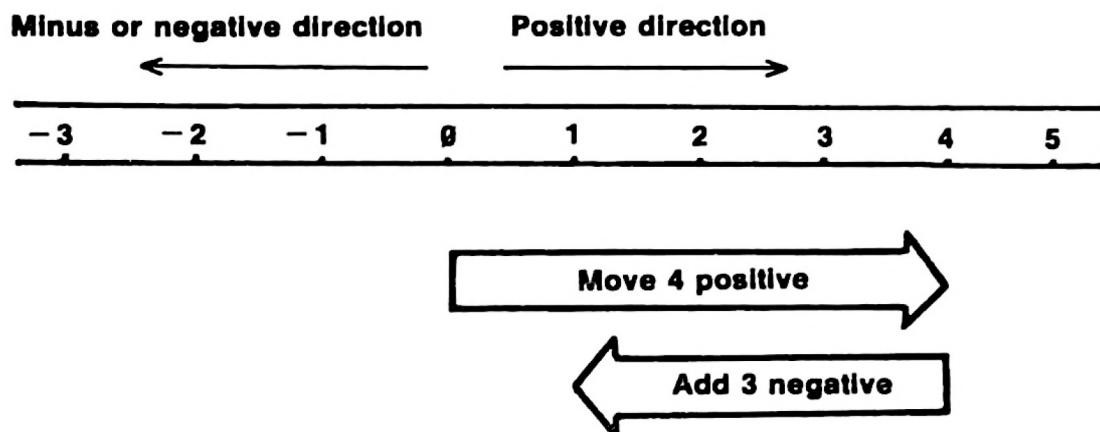 Minus or negative direction Positive direction
−3 −2 −1 0 1 2 3 4 5
Move 4 positive
Add 3 negative